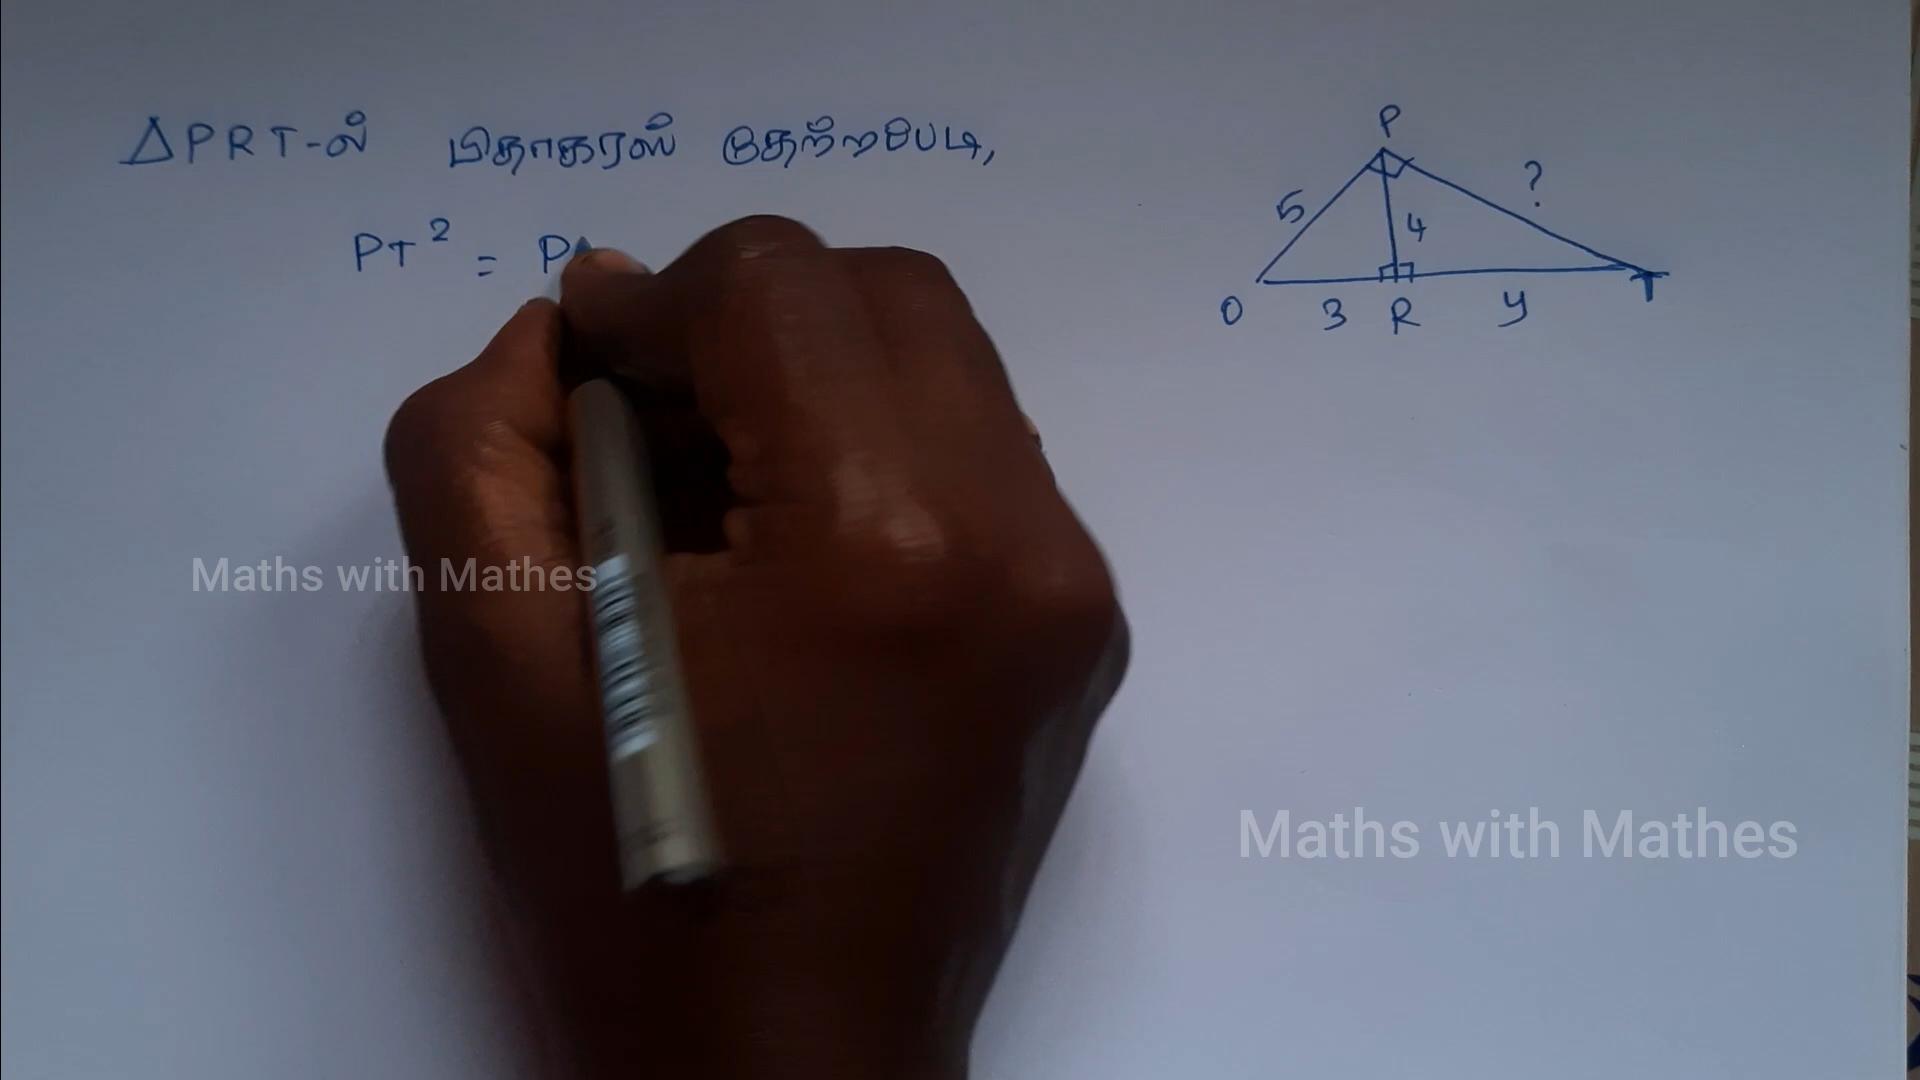 ΔPRT-ல் பிதாகரஸ் தேற்றப்படி,
PT² = P
P
5
4
?
O 3 R y T
Maths with Mathes
Maths with Mathes